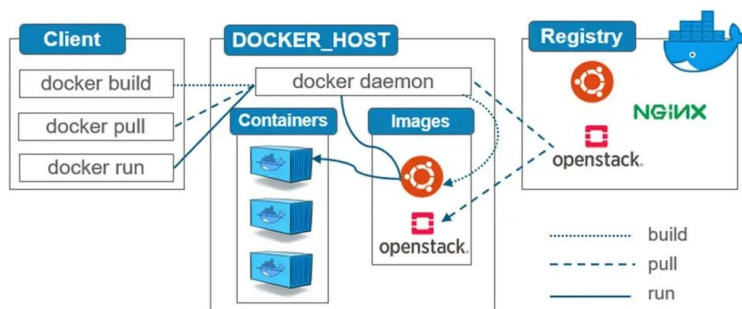 Client
docker build
docker pull
docker run
DOCKER_HOST
docker daemon
Containers
Images
openstack.
Registry
NGiNX
openstack.
build
pull
run